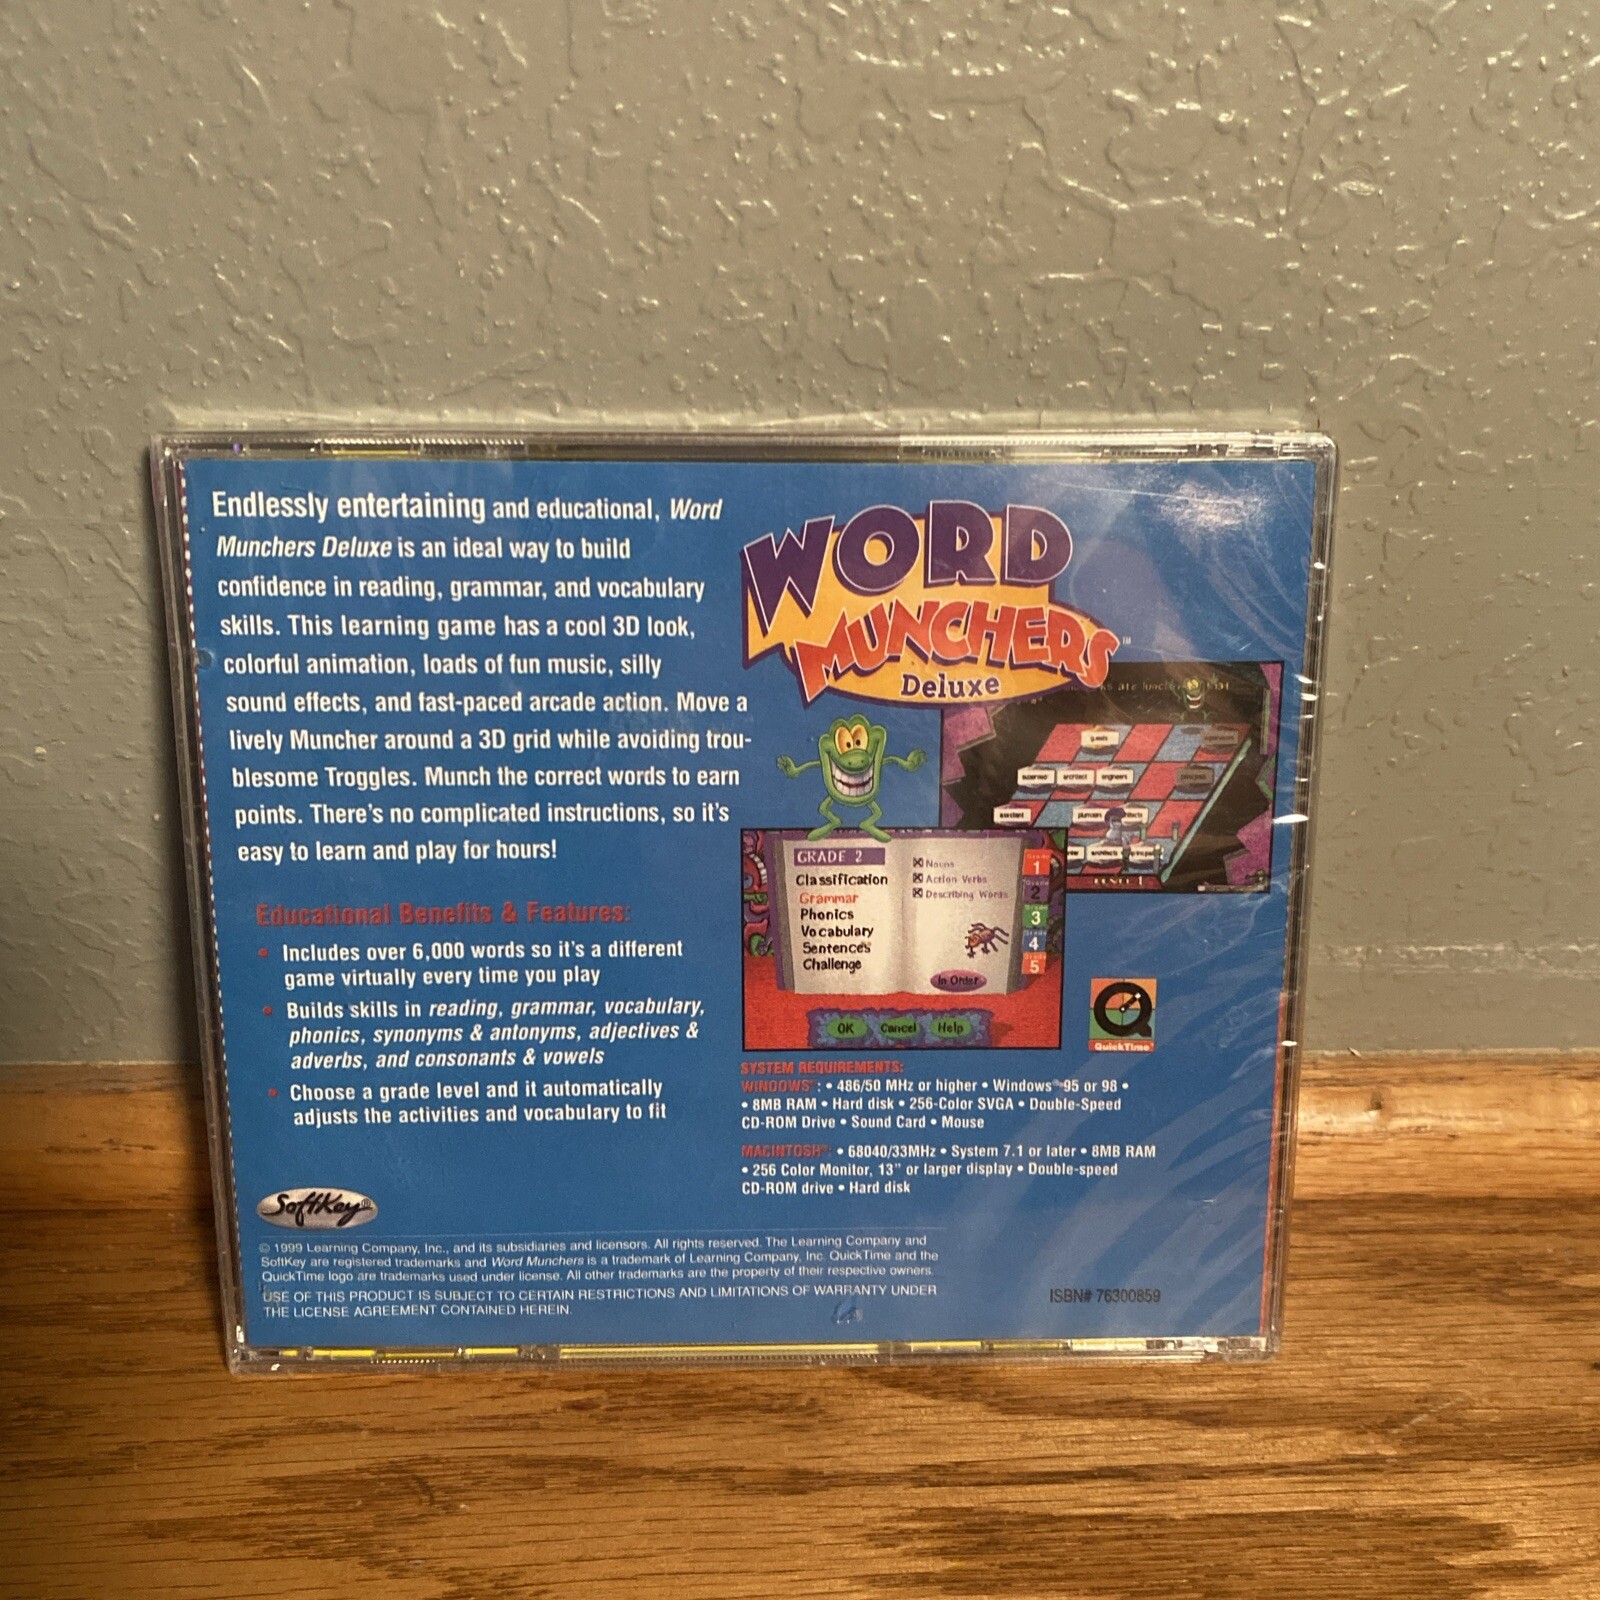 Endlessly entertaining and educational, Word
Munchers Deluxe is an ideal way to build
confidence in reading, grammar, and vocabulary
skills. This learning game has a cool 3D look,
colorful animation, loads of fun music, silly
sound effects, and fast-paced arcade action. Move a
lively Muncher around a 3D grid while avoiding trou-
blesome Troggles. Munch the correct words to earn
points. There's no complicated instructions, so it's
easy to learn and play for hours!
Educational Benefits & Features:
• Includes over 6,000 words so it's a different
game virtually every time you play
• Builds skills in reading, grammar, vocabulary,
phonics, synonyms & antonyms, adjectives &
adverbs, and consonants & vowels
• Choose a grade level and it automatically
adjusts the activities and vocabulary to fit
SoftKey®
© 1999 Learning Company, Inc., and its subsidiaries and licensors. All rights reserved. The Learning Company and
SoftKey are registered trademarks and Word Munchers is a trademark of Learning Company, Inc. QuickTime and the
QuickTime logo are trademarks used under license. All other trademarks are the property of their respective owners.
USE OF THIS PRODUCT IS SUBJECT TO CERTAIN RESTRICTIONS AND LIMITATIONS OF WARRANTY UNDER
THE LICENSE AGREEMENT CONTAINED HEREIN.
WORD
MUNCHERS™
Deluxe
architect engineers
LEVEL 1
GRADE 2
Classification
Grammar
Phonics
Vocabulary
Sentences
Challenge
Nouns
Action Verbs
Describing Words
In Order
1
2
3
4
5
OK Cancel Help
QuickTime™
SYSTEM REQUIREMENTS:
WINDOWS®: • 486/50 MHz or higher • Windows® 95 or 98 •
• 8MB RAM • Hard disk • 256-Color SVGA • Double-Speed
CD-ROM Drive • Sound Card • Mouse
MACINTOSH®: • 68040/33MHz • System 7.1 or later • 8MB RAM
• 256 Color Monitor, 13" or larger display • Double-speed
CD-ROM drive • Hard disk
ISBN# 76300859